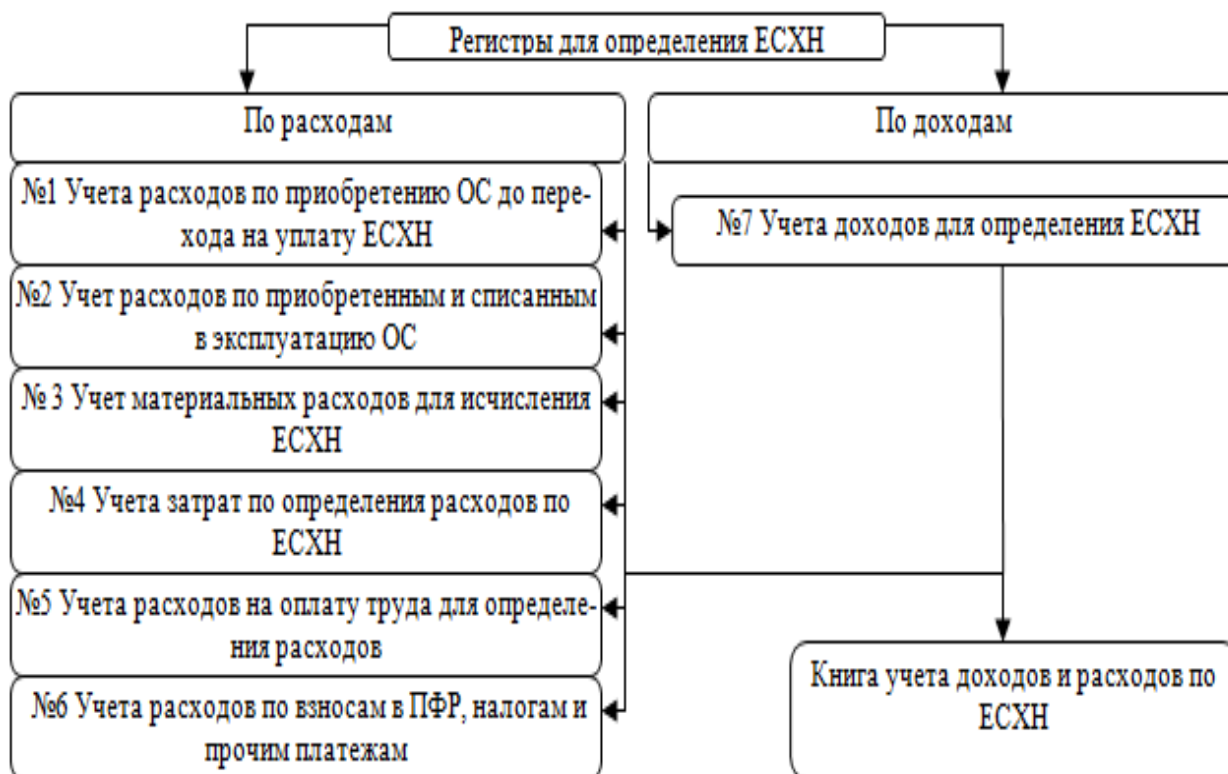 Регистры для определения ЕСХН
По расходам
По доходам
№1 Учета расходов по приобретению ОС до пере-
хода на уплату ЕСХН
№7 Учета доходов для определения ЕСХН
№2 Учет расходов по приобретенным и списанным
в эксплуатацию ОС
№ 3 Учет материальных расходов для исчисления
ЕСХН
№4 Учета затрат по определения расходов по
ЕСХН
№5 Учета расходов на оплату труда для определе-
ния расходов
№6 Учета расходов по взносам в ПФР, налогам и
прочим платежам
Книга учета доходов и расходов по
ЕСХН